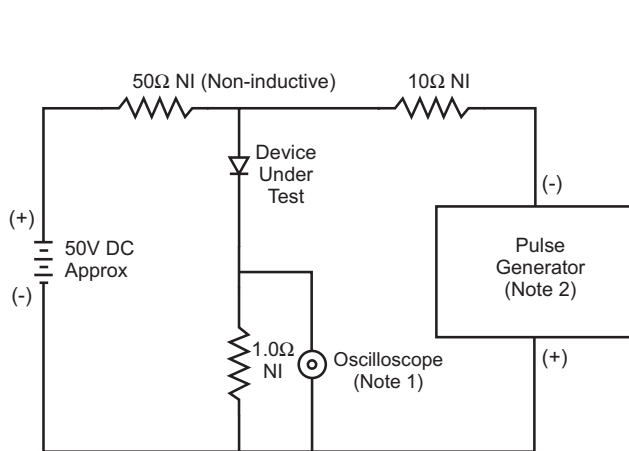 50Ω NI (Non-inductive)
10Ω NI
Device
Under
Test
(-)
(+)
50V DC
Approx
(-)
Pulse
Generator
(Note 2)
1.0Ω
NI
Oscilloscope
(Note 1)
(+)